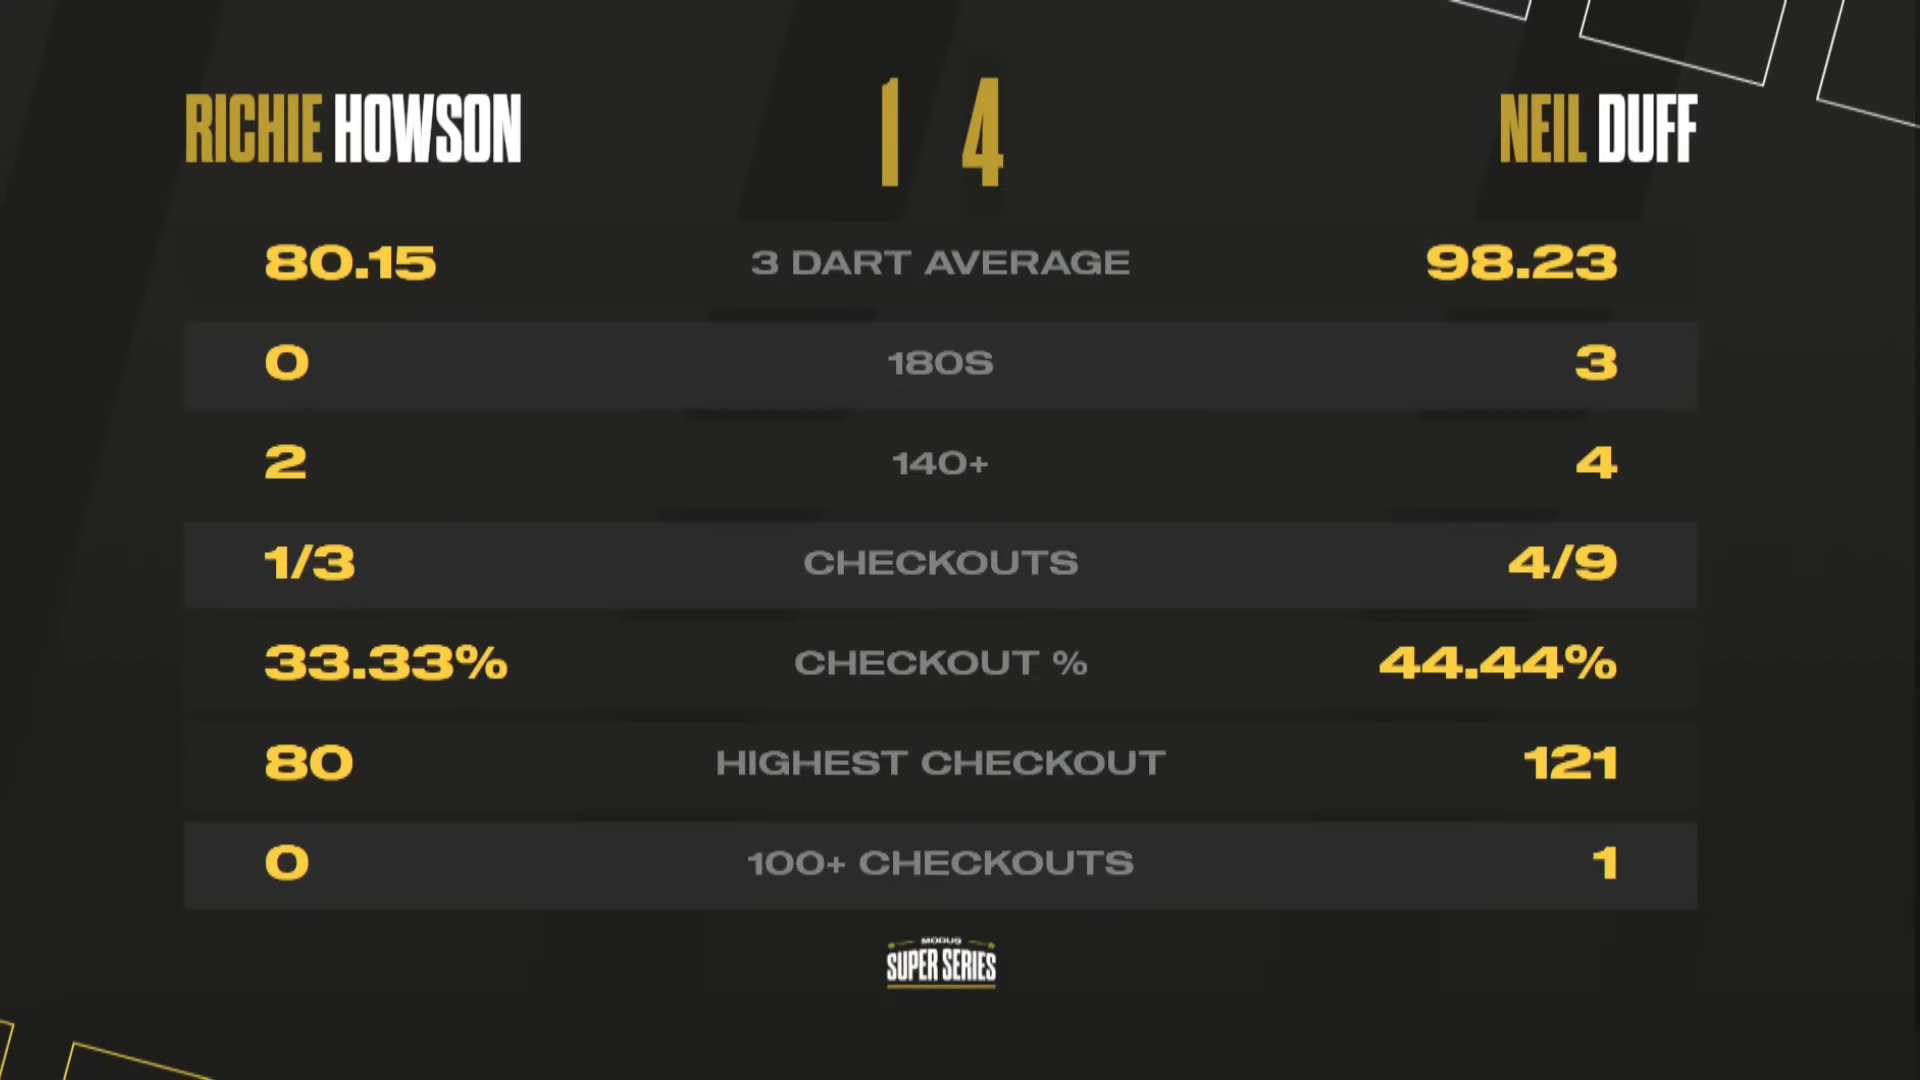 RICHIE HOWSON 1 4 NEIL DUFF
80.15 3 DART AVERAGE 98.23
0 180S 3
2 140+ 4
1/3 CHECKOUTS 4/9
33.33% CHECKOUT % 44.44%
80 HIGHEST CHECKOUT 121
0 100+ CHECKOUTS 1
MODUS
SUPER SERIES